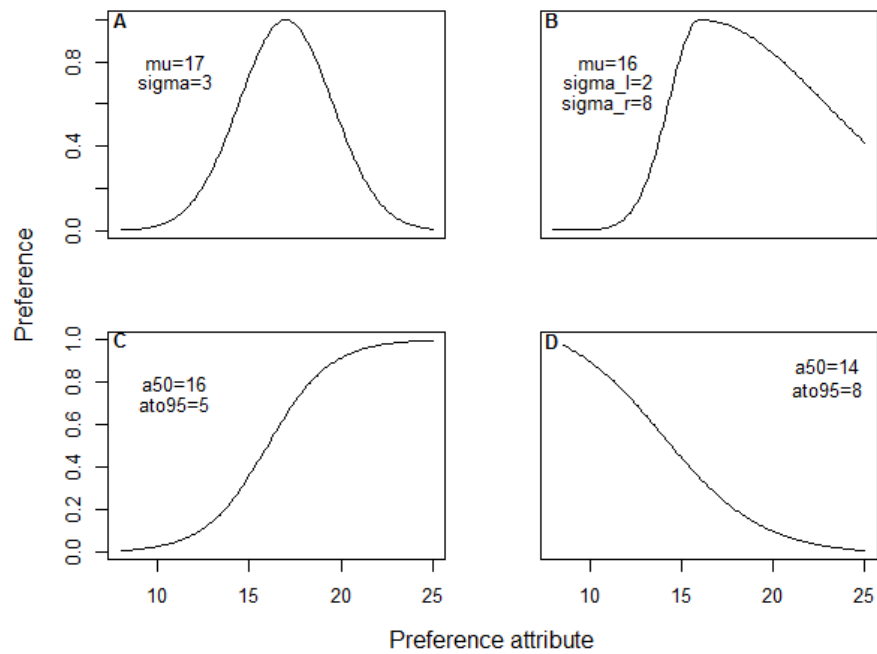 A
mu=17
sigma=3
B
mu=16
sigma_l=2
sigma_r=8
0.8
0.4
0.0
Preference
C
a50=16
ato95=5
D
a50=14
ato95=8
1.0
0.8
0.6
0.4
0.2
0.0
10 15 20 25
10 15 20 25
Preference attribute